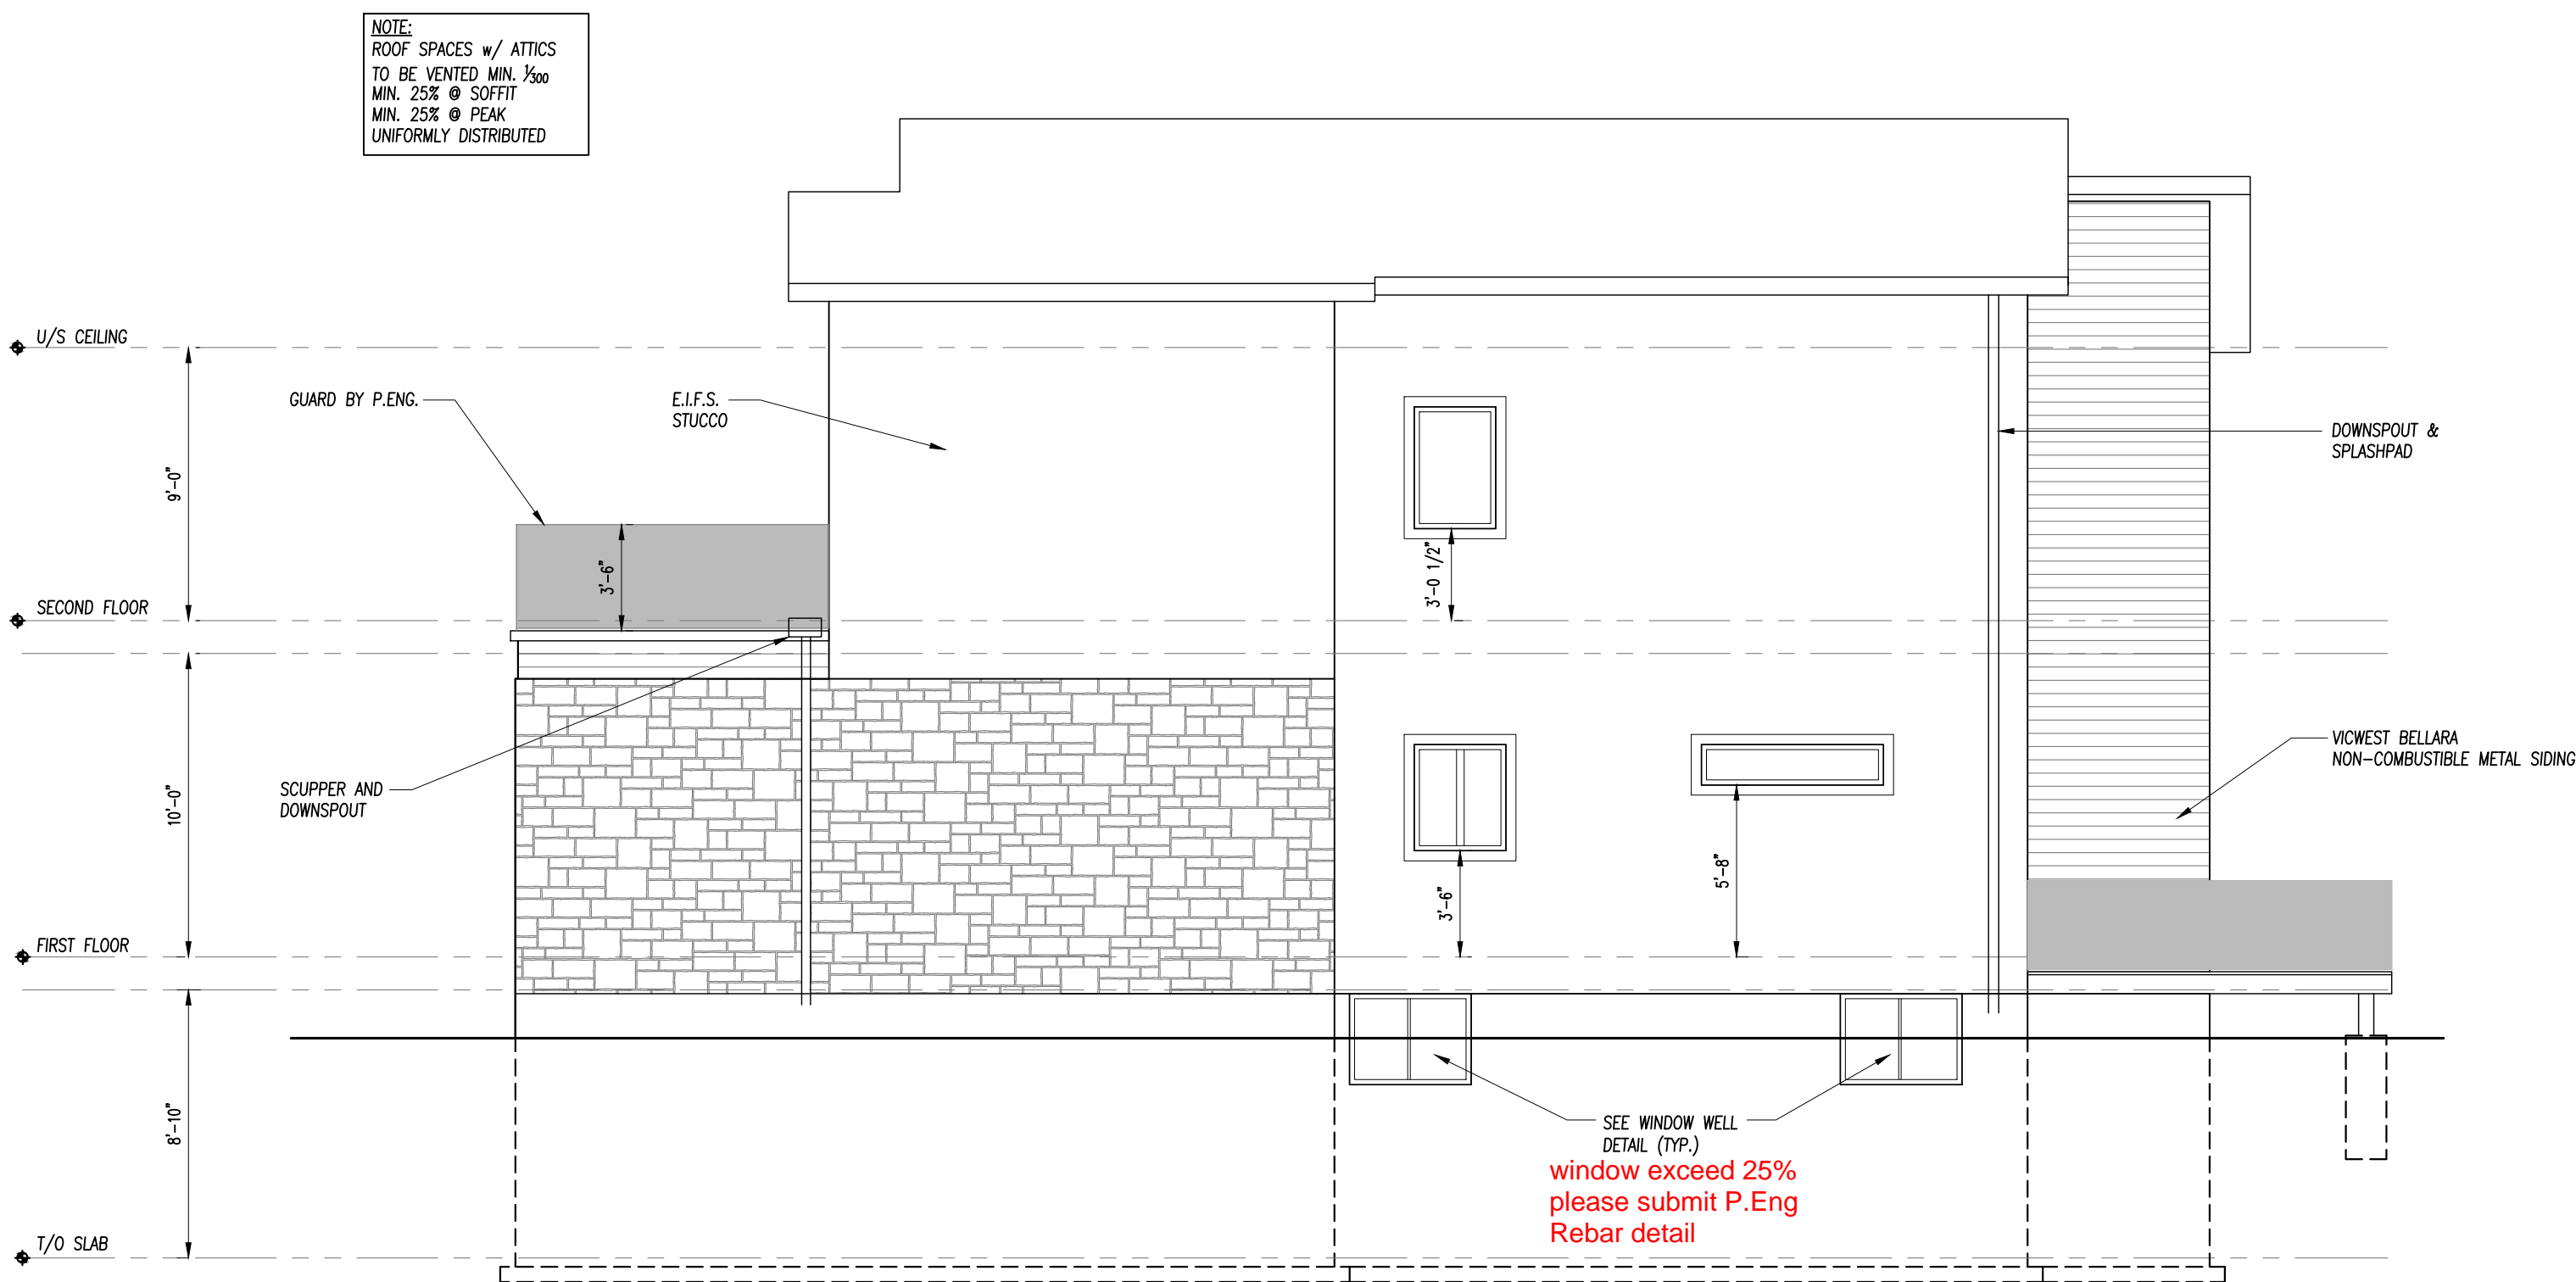 NOTE:
ROOF SPACES w/ ATTICS
TO BE VENTED MIN. 1/300
MIN. 25% @ SOFFIT
MIN. 25% @ PEAK
UNIFORMLY DISTRIBUTED
U/S CEILING
GUARD BY P.ENG.
E.I.F.S.
STUCCO
DOWNSPOUT &
SPLASHPAD
9'-0"
3'-6"
3'-0 1/2"
SECOND FLOOR
VICWEST BELLARA
NON-COMBUSTIBLE METAL SIDING
SCUPPER AND
DOWNSPOUT
10'-0"
3'-6"
5'-8"
FIRST FLOOR
8'-10"
SEE WINDOW WELL
DETAIL (TYP.)
window exceed 25%
please submit P.Eng
Rebar detail
T/O SLAB